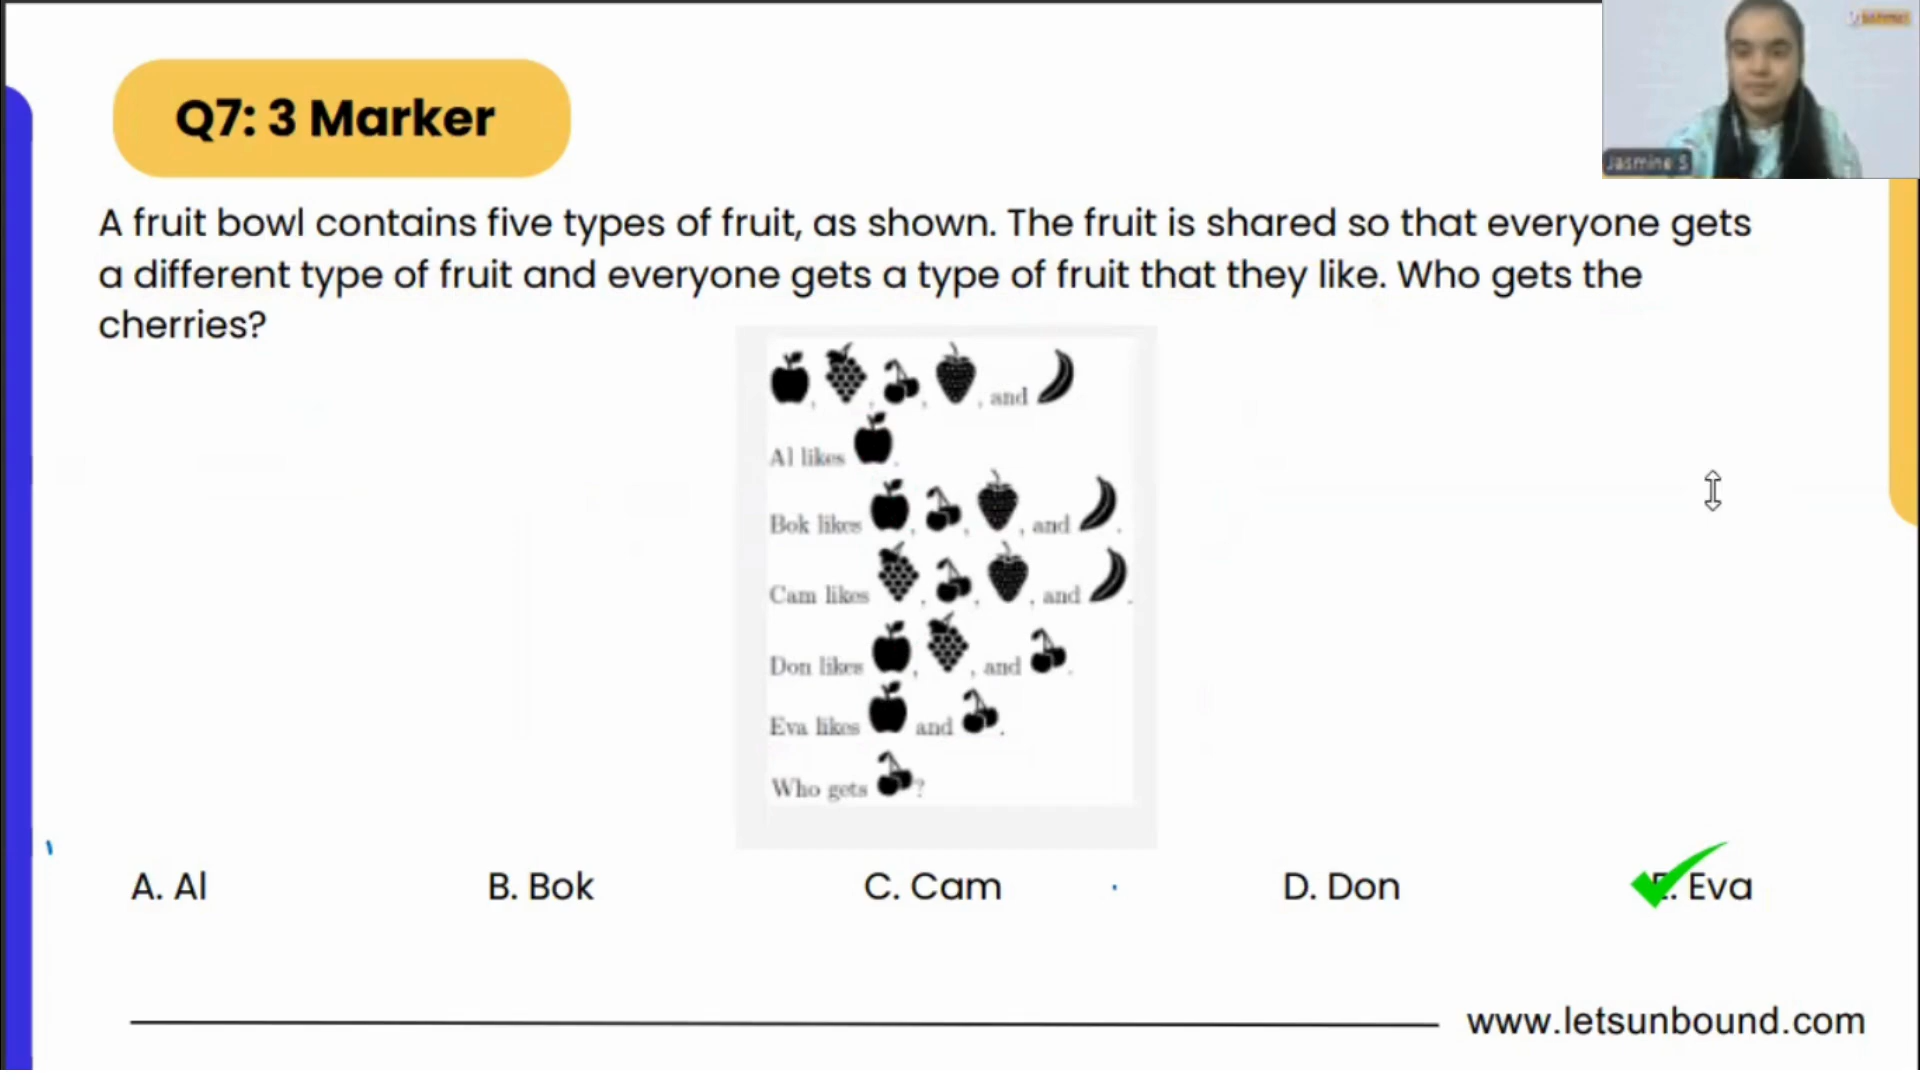 Q7: 3 Marker
Jasmine S
A fruit bowl contains five types of fruit, as shown. The fruit is shared so that everyone gets
a different type of fruit and everyone gets a type of fruit that they like. Who gets the
cherries?
, , , , and
Al likes .
Bok likes , , , and .
Cam likes , , , and .
Don likes , , and .
Eva likes and .
Who gets ?
A. Al
B. Bok
C. Cam
D. Don
E. Eva
www.letsunbound.com